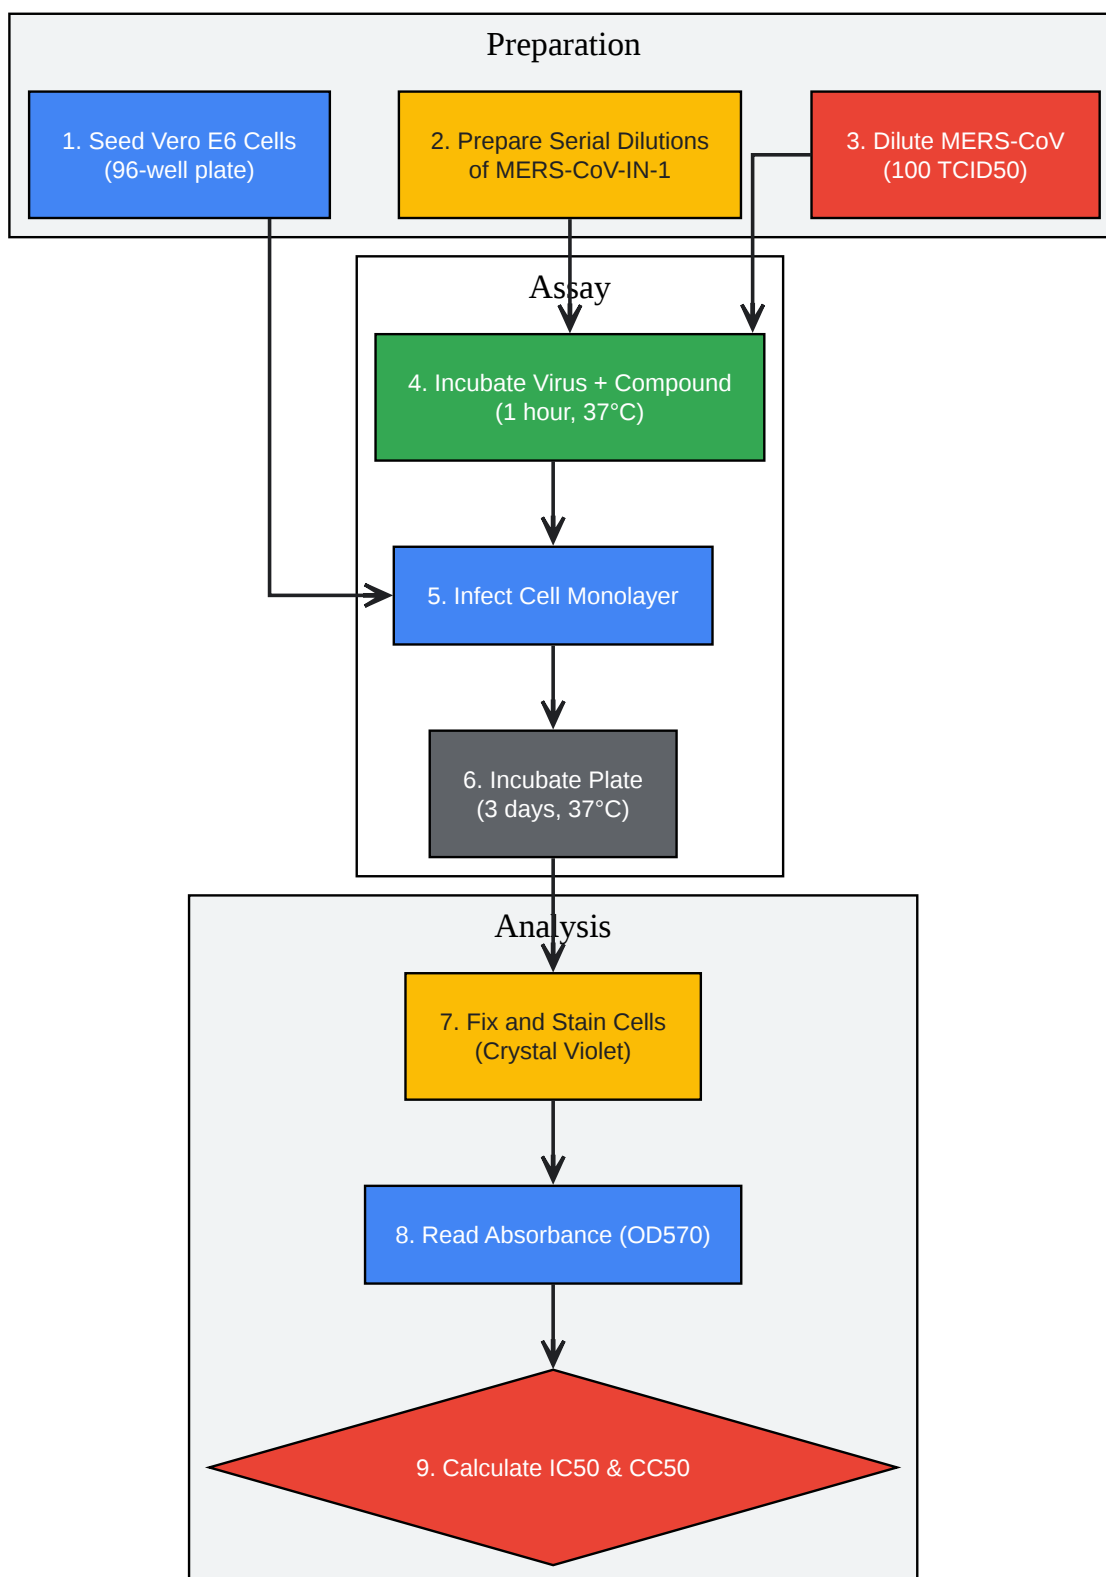 Preparation
1. Seed Vero E6 Cells
(96-well plate)
2. Prepare Serial Dilutions
of MERS-CoV-IN-1
3. Dilute MERS-CoV
(100 TCID50)
Assay
4. Incubate Virus + Compound
(1 hour, 37°C)
5. Infect Cell Monolayer
6. Incubate Plate
(3 days, 37°C)
Analysis
7. Fix and Stain Cells
(Crystal Violet)
8. Read Absorbance (OD570)
9. Calculate IC50 & CC50